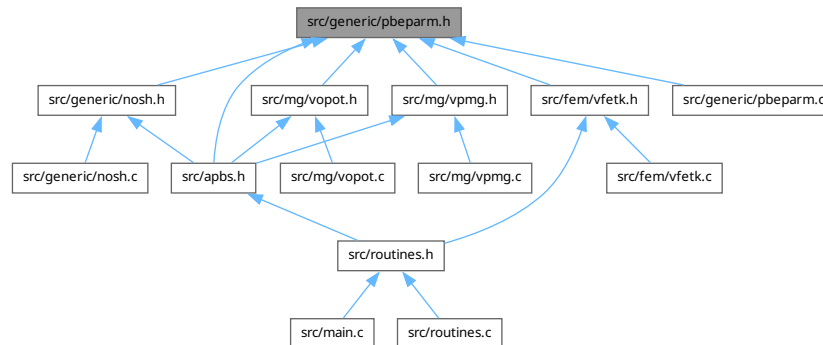 src/generic/pbeparm.h
src/generic/nosh.h
src/mg/vopot.h
src/mg/vpmg.h
src/fem/vfetk.h
src/generic/pbeparm.c
src/generic/nosh.c
src/apbs.h
src/mg/vopot.c
src/mg/vpmg.c
src/fem/vfetk.c
src/routines.h
src/main.c
src/routines.c